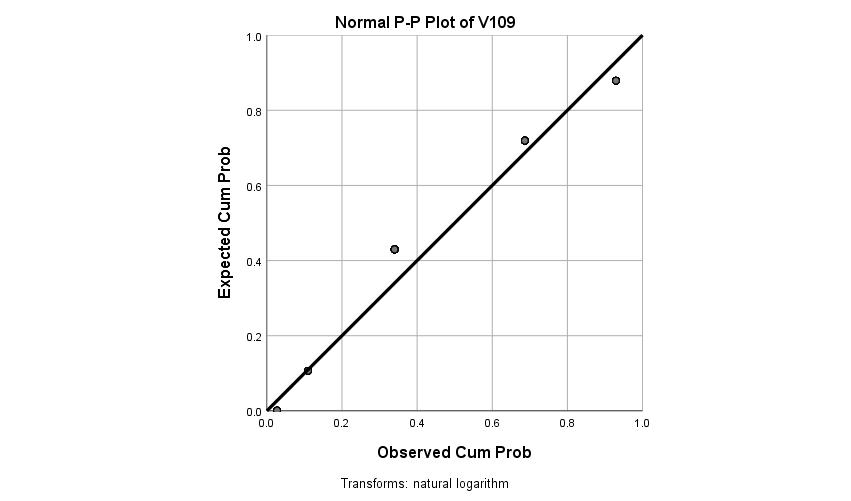 Normal P-P Plot of V109
1.0
0.8
0.6
0.4
0.2
0.0
Expected Cum Prob
0.0 0.2 0.4 0.6 0.8 1.0
Observed Cum Prob
Transforms: natural logarithm